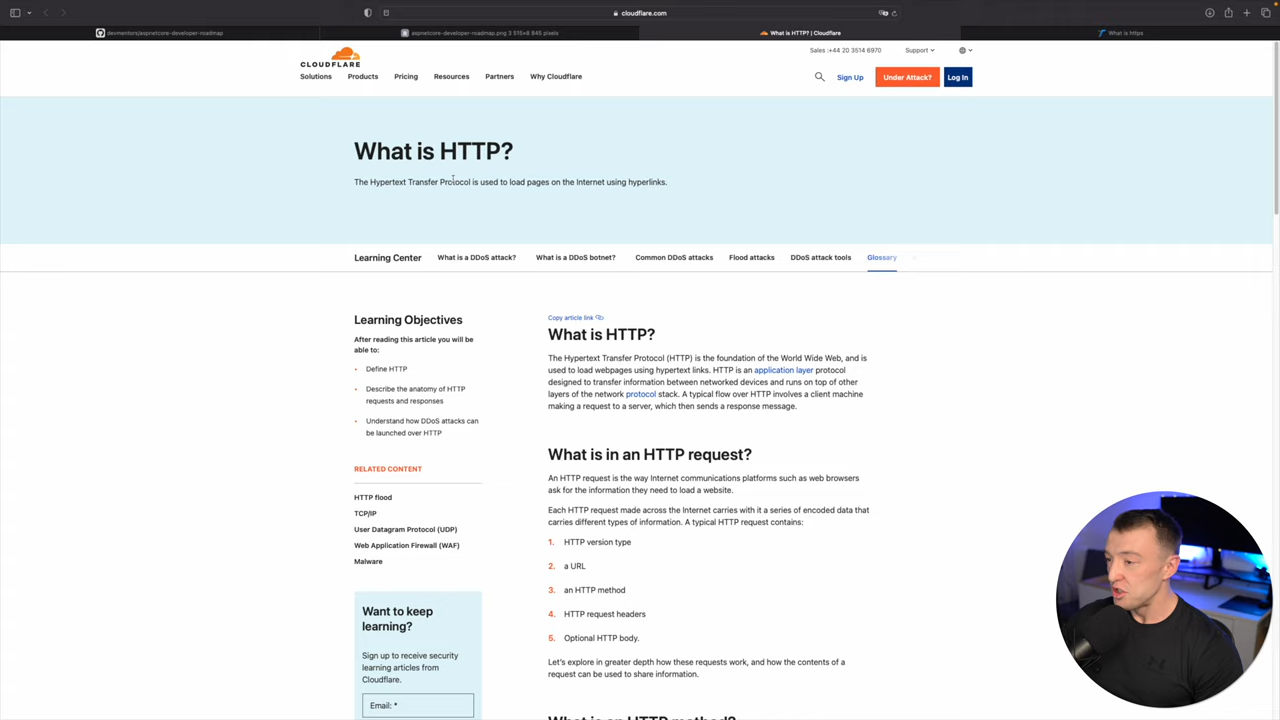 cloudflare.com
devmentors/aspnetcore-developer-roadmap
aspnetcore-developer-roadmap.png 3 515×8 845 pixels
What is HTTP? | Cloudflare
What is https
CLOUDFLARE
Sales :+44 20 3514 6970
Support
Solutions
Products
Pricing
Resources
Partners
Why Cloudflare
Sign Up
Under Attack?
Log In
What is HTTP?
The Hypertext Transfer Protocol is used to load pages on the Internet using hyperlinks.
Learning Center
What is a DDoS attack?
What is a DDoS botnet?
Common DDoS attacks
Flood attacks
DDoS attack tools
Glossary
Learning Objectives
After reading this article you will be
able to:
Define HTTP
Describe the anatomy of HTTP
requests and responses
Understand how DDoS attacks can
be launched over HTTP
RELATED CONTENT
HTTP flood
TCP/IP
User Datagram Protocol (UDP)
Web Application Firewall (WAF)
Malware
Want to keep
learning?
Sign up to receive security
learning articles from
Cloudflare.
Email: *
Copy article link
What is HTTP?
The Hypertext Transfer Protocol (HTTP) is the foundation of the World Wide Web, and is
used to load webpages using hypertext links. HTTP is an application layer protocol
designed to transfer information between networked devices and runs on top of other
layers of the network protocol stack. A typical flow over HTTP involves a client machine
making a request to a server, which then sends a response message.
What is in an HTTP request?
An HTTP request is the way Internet communications platforms such as web browsers
ask for the information they need to load a website.
Each HTTP request made across the Internet carries with it a series of encoded data that
carries different types of information. A typical HTTP request contains:
1. HTTP version type
2. a URL
3. an HTTP method
4. HTTP request headers
5. Optional HTTP body.
Let's explore in greater depth how these requests work, and how the contents of a
request can be used to share information.
What is an HTTP method?